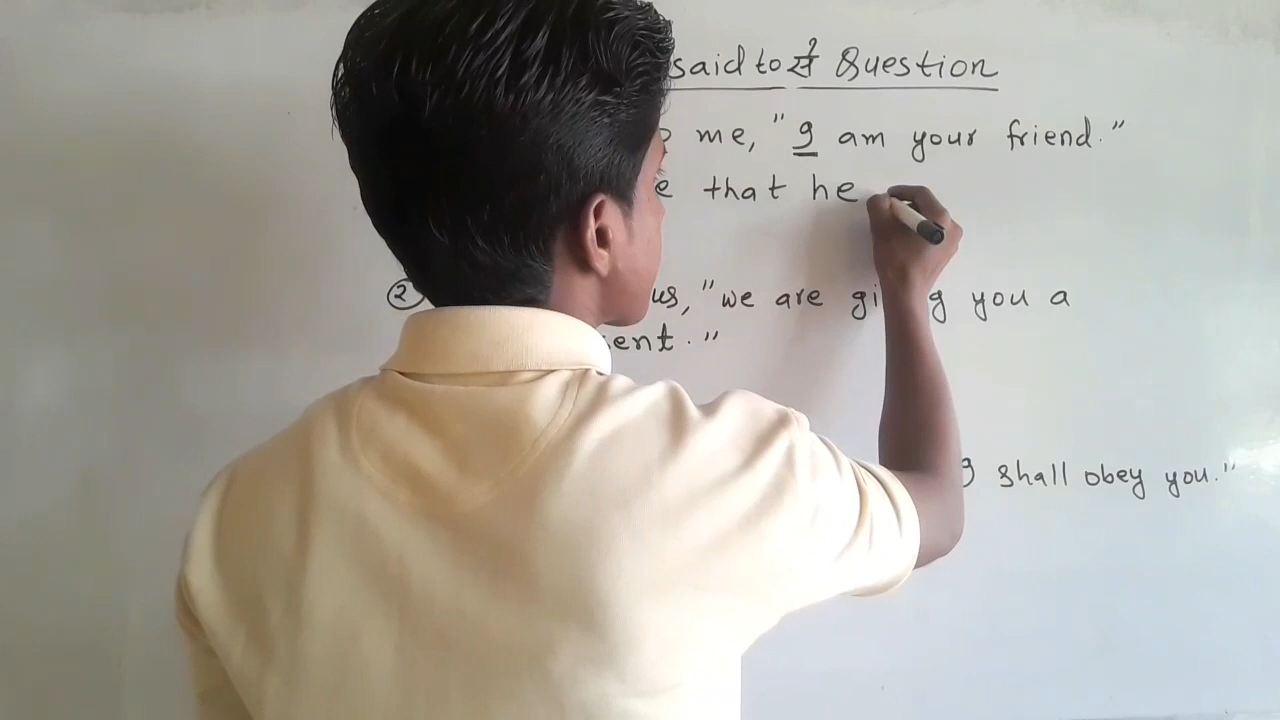 said to से Question
me, "I am your friend."
that he
② us, "we are giving you a
ent."
I shall obey you."